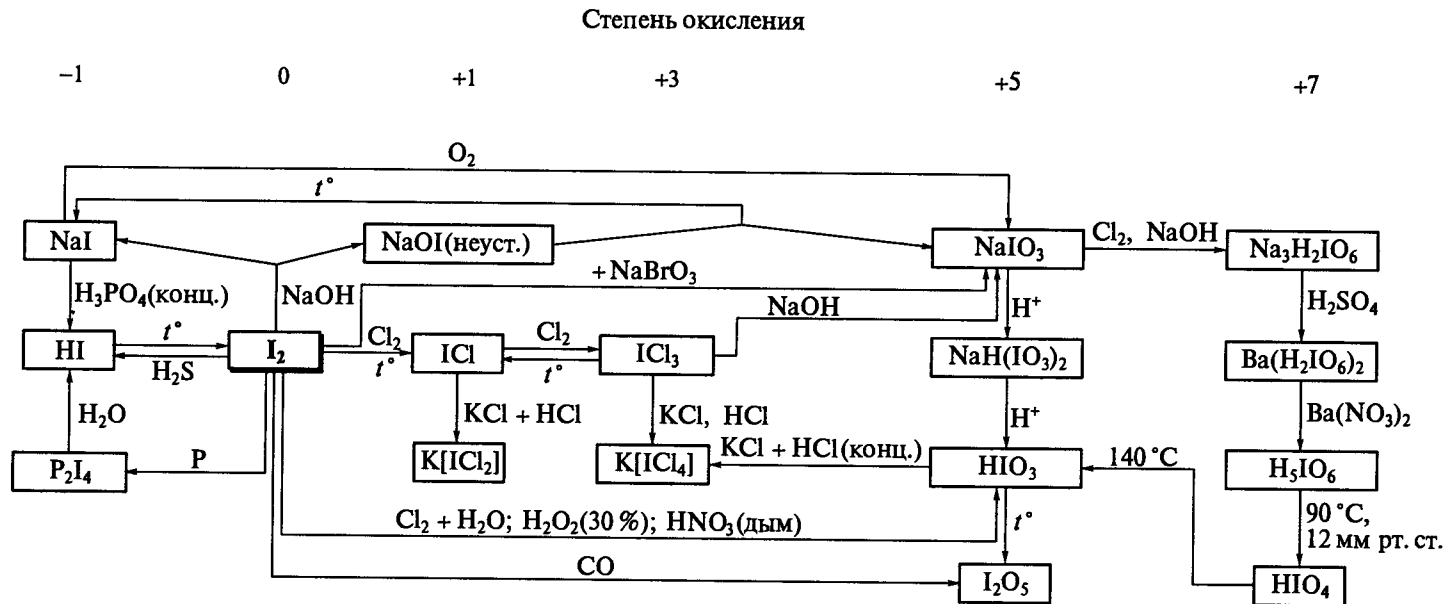 Степень окисления
−1 0 +1 +3 +5 +7
O₂
t°
NaI NaOI(неуст.) NaIO₃ Cl₂, NaOH Na₃H₂IO₆
+ NaBrO₃
H₃PO₄(конц.) NaOH NaOH H⁺ H₂SO₄
HI t° H₂S I₂ Cl₂ t° ICl Cl₂ t° ICl₃ NaH(IO₃)₂ Ba(H₂IO₆)₂
H₂O KCl + HCl KCl, HCl H⁺ Ba(NO₃)₂
P₂I₄ P K[ICl₂] K[ICl₄] KCl + HCl(конц.) HIO₃ 140 °C H₅IO₆
Cl₂ + H₂O; H₂O₂(30 %); HNO₃(дым) t° 90 °C,
12 мм рт. ст.
CO I₂O₅ HIO₄